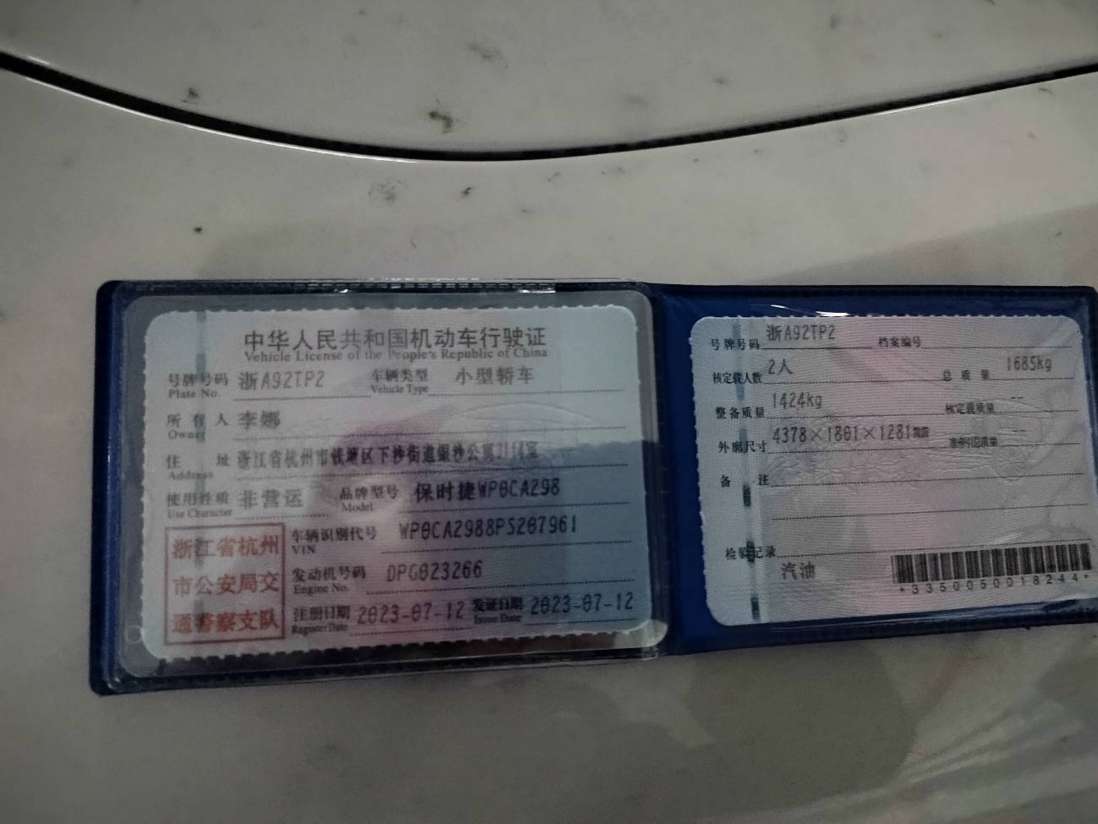 中华人民共和国机动车行驶证
Vehicle License of the People's Republic of China
号牌号码 浙A92TP2 车辆类型 小型轿车
Plate No. Vehicle Type
所有人 李娜
Owner
住址 浙江省杭州市钱塘区下沙街道银沙公寓
Address
使用性质 非营运 品牌型号 保时捷WP0CA298
Use Character Model
浙江省杭州
市公安局交
通警察支队
车辆识别代号 WP0CA2988PS207961
VIN
发动机号码 DPG023266
Engine No.
注册日期 2023-07-12 发证日期 2023-07-12
Register Date Issue Date
号牌号码 浙A92TP2 档案编号
核定载人数 2人 总质量 1685kg
整备质量 1424kg 核定载质量 --
外廓尺寸 4378×1801×1281 准牵引总质量 --
备注
检验记录
汽油
*3350050018244*